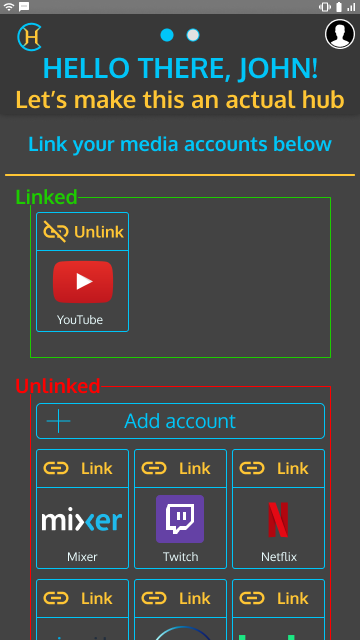 H
HELLO THERE, JOHN!
Let's make this an actual hub
Link your media accounts below
Linked
Unlink
YouTube
Unlinked
Add account
Link Link Link
mixer
Mixer Twitch Netflix
Link Link Link